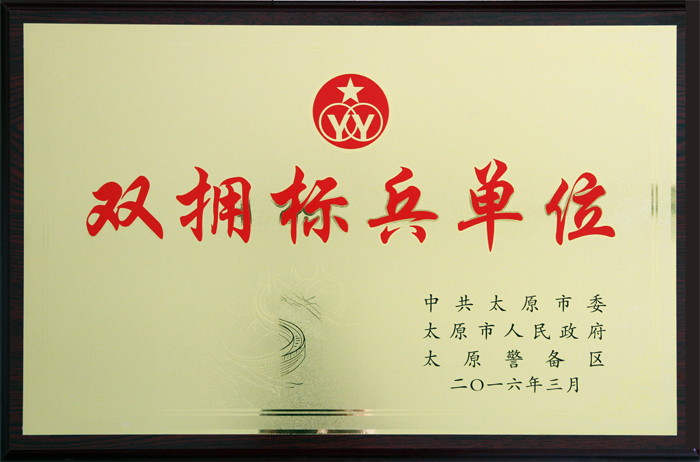 YY
双拥标兵单位
中共太原市委
太原市人民政府
太原警备区
二〇一六年三月